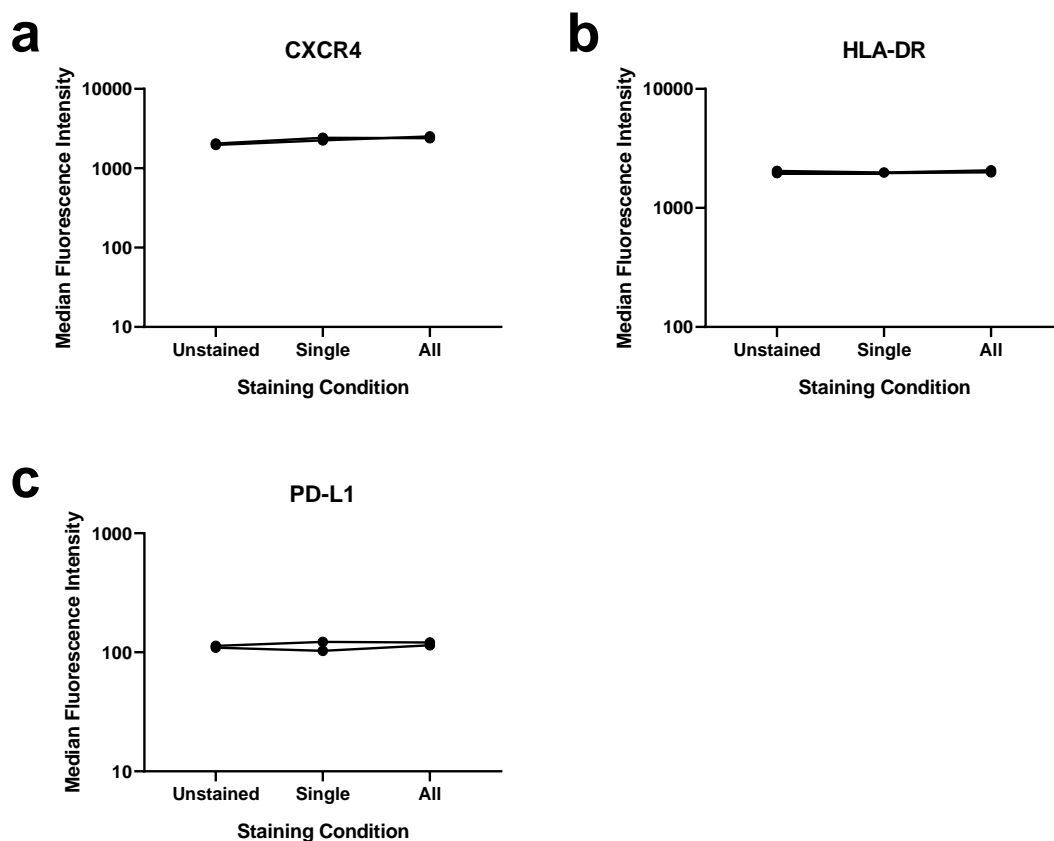 a
CXCR4
Median Fluorescence Intensity
10000
1000
100
10
Unstained Single All
Staining Condition
b
HLA-DR
Median Fluorescence Intensity
10000
1000
100
Unstained Single All
Staining Condition
c
PD-L1
Median Fluorescence Intensity
1000
100
10
Unstained Single All
Staining Condition